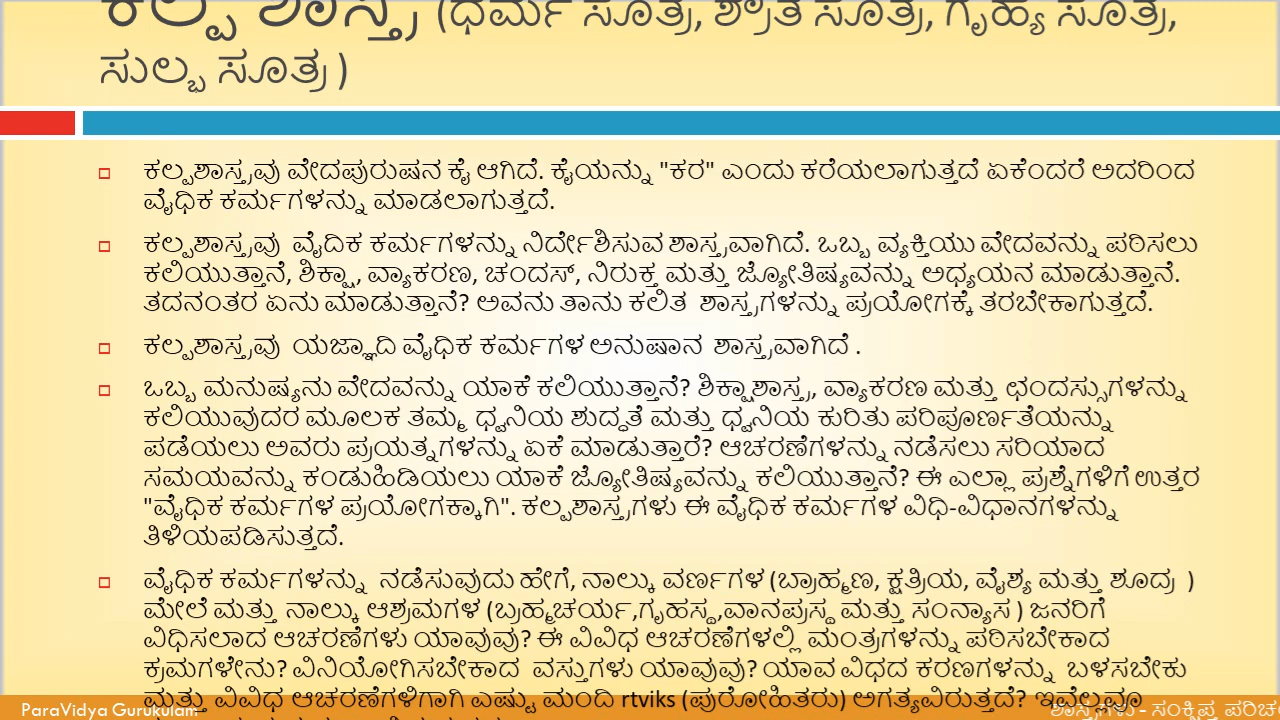 ಕಲ್ಪ ಶಾಸ್ತ್ರ (ಧರ್ಮ ಸೂತ್ರ, ಶ್ರೌತ ಸೂತ್ರ, ಗೃಹ್ಯ ಸೂತ್ರ,
ಸುಲ್ಭ ಸೂತ್ರ )
ಕಲ್ಪಶಾಸ್ತ್ರವು ವೇದಪುರುಷನ ಕೈ ಆಗಿದೆ. ಕೈಯನ್ನು "ಕರ" ಎಂದು ಕರೆಯಲಾಗುತ್ತದೆ ಏಕೆಂದರೆ ಅದರಿಂದ
ವೈಧಿಕ ಕರ್ಮಗಳನ್ನು ಮಾಡಲಾಗುತ್ತದೆ.
ಕಲ್ಪಶಾಸ್ತ್ರವು ವೈದಿಕ ಕರ್ಮಗಳನ್ನು ನಿರ್ದೇಶಿಸುವ ಶಾಸ್ತ್ರವಾಗಿದೆ. ಒಬ್ಬ ವ್ಯಕ್ತಿಯು ವೇದವನ್ನು ಪಠಿಸಲು
ಕಲಿಯುತ್ತಾನೆ, ಶಿಕ್ಷಾ, ವ್ಯಾಕರಣ, ಚಂದಸ್, ನಿರುಕ್ತ ಮತ್ತು ಜ್ಯೋತಿಷ್ಯವನ್ನು ಅಧ್ಯಯನ ಮಾಡುತ್ತಾನೆ.
ತದನಂತರ ಏನು ಮಾಡುತ್ತಾನೆ? ಅವನು ತಾನು ಕಲಿತ ಶಾಸ್ತ್ರಗಳನ್ನು ಪ್ರಯೋಗಕ್ಕೆ ತರಬೇಕಾಗುತ್ತದೆ.
ಕಲ್ಪಶಾಸ್ತ್ರವು ಯಜ್ಞಾದಿ ವೈಧಿಕ ಕರ್ಮಗಳ ಅನುಷಾನ ಶಾಸ್ತ್ರವಾಗಿದೆ .
ಒಬ್ಬ ಮನುಷ್ಯನು ವೇದವನ್ನು ಯಾಕೆ ಕಲಿಯುತ್ತಾನೆ? ಶಿಕ್ಷಾಶಾಸ್ತ್ರ, ವ್ಯಾಕರಣ ಮತ್ತು ಛಂದಸ್ಸುಗಳನ್ನು
ಕಲಿಯುವುದರ ಮೂಲಕ ತಮ್ಮ ಧ್ವನಿಯ ಶುದ್ಧತೆ ಮತ್ತು ಧ್ವನಿಯ ಕುರಿತು ಪರಿಪೂರ್ಣತೆಯನ್ನು
ಪಡೆಯಲು ಅವರು ಪ್ರಯತ್ನಗಳನ್ನು ಏಕೆ ಮಾಡುತ್ತಾರೆ? ಆಚರಣೆಗಳನ್ನು ನಡೆಸಲು ಸರಿಯಾದ
ಸಮಯವನ್ನು ಕಂಡುಹಿಡಿಯಲು ಯಾಕೆ ಜ್ಯೋತಿಷ್ಯವನ್ನು ಕಲಿಯುತ್ತಾನೆ? ಈ ಎಲ್ಲಾ ಪ್ರಶ್ನೆಗಳಿಗೆ ಉತ್ತರ
"ವೈಧಿಕ ಕರ್ಮಗಳ ಪ್ರಯೋಗಕ್ಕಾಗಿ". ಕಲ್ಪಶಾಸ್ತ್ರಗಳು ಈ ವೈಧಿಕ ಕರ್ಮಗಳ ವಿಧಿ-ವಿಧಾನಗಳನ್ನು
ತಿಳಿಯಪಡಿಸುತ್ತದೆ.
ವೈಧಿಕ ಕರ್ಮಗಳನ್ನು ನಡೆಸುವುದು ಹೇಗೆ, ನಾಲ್ಕು ವರ್ಣಗಳ (ಬ್ರಾಹ್ಮಣ, ಕ್ಷತ್ರಿಯ, ವೈಶ್ಯ ಮತ್ತು ಶೂದ್ರ )
ಮೇಲೆ ಮತ್ತು ನಾಲ್ಕು ಆಶ್ರಮಗಳ (ಬ್ರಹ್ಮಚರ್ಯ,ಗೃಹಸ್ಥ,ವಾನಪ್ರಸ್ಥ ಮತ್ತು ಸಂನ್ಯಾಸ ) ಜನರಿಗೆ
ವಿಧಿಸಲಾದ ಆಚರಣೆಗಳು ಯಾವುವು? ಈ ವಿವಿಧ ಆಚರಣೆಗಳಲ್ಲಿ ಮಂತ್ರಗಳನ್ನು ಪಠಿಸಬೇಕಾದ
ಕ್ರಮಗಳೇನು? ವಿನಿಯೋಗಿಸಬೇಕಾದ ವಸ್ತುಗಳು ಯಾವುವು? ಯಾವ ವಿಧದ ಕರಣಗಳನ್ನು ಬಳಸಬೇಕು
ಮತ್ತು ವಿವಿಧ ಆಚರಣೆಗಳಿಗಾಗಿ ಎಷ್ಟು ಮಂದಿ rtviks (ಪುರೋಹಿತರು) ಅಗತ್ಯವಿರುತ್ತದೆ? ಇವೆಲ್ಲವೂ
ParaVidya Gurukulam
ಶಾಸ್ತ್ರಗಳು - ಸಂಕ್ಷಿಪ್ತ ಪರಿಚ